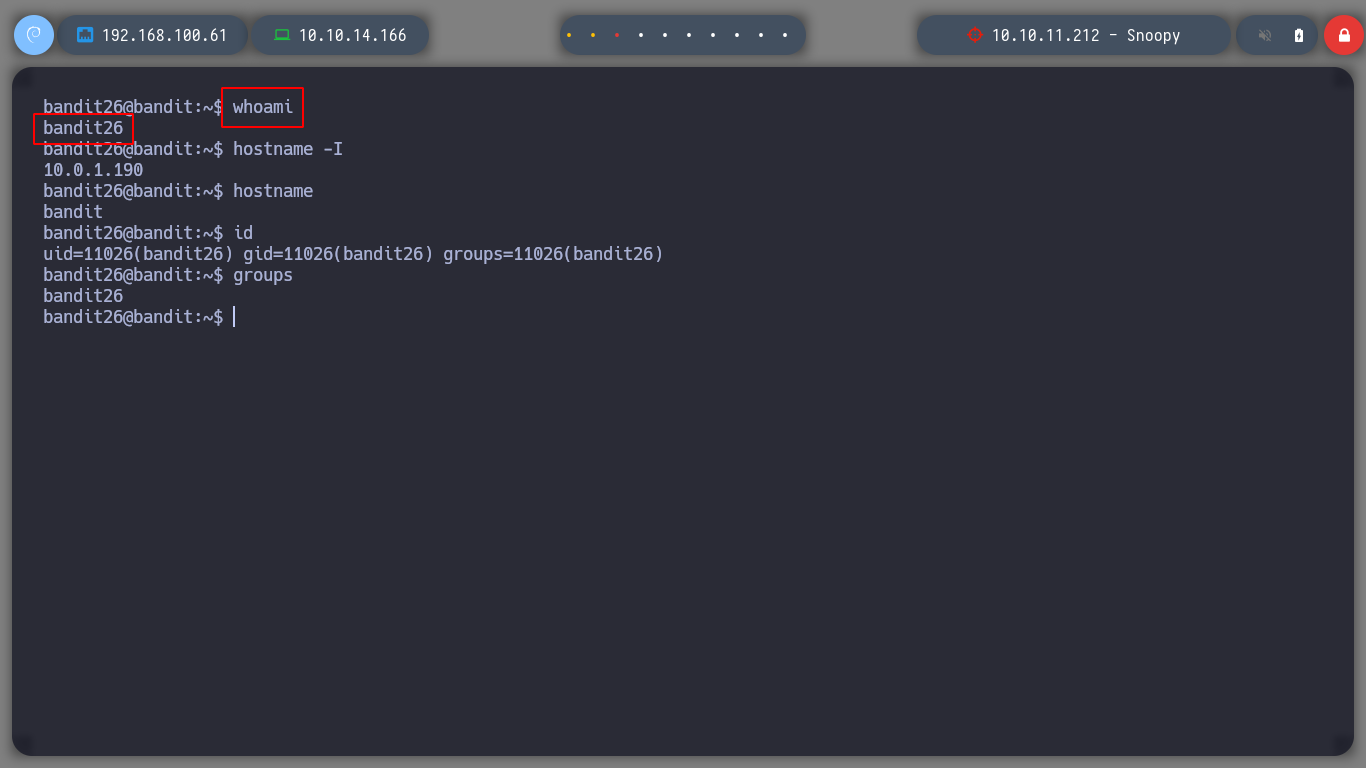 192.168.100.61 10.10.14.166 10.10.11.212 - Snoopy
bandit26@bandit:~$ whoami
bandit26
bandit26@bandit:~$ hostname -I
10.0.1.190
bandit26@bandit:~$ hostname
bandit
bandit26@bandit:~$ id
uid=11026(bandit26) gid=11026(bandit26) groups=11026(bandit26)
bandit26@bandit:~$ groups
bandit26
bandit26@bandit:~$